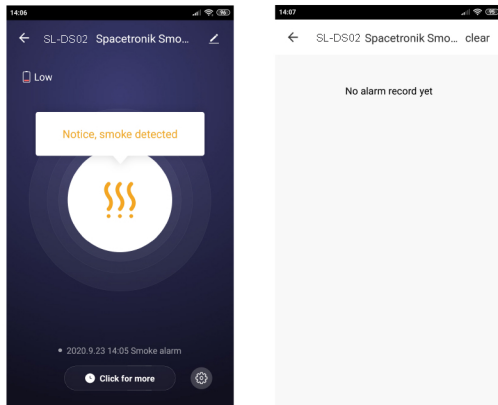 14:06
96
SL-DS02 Spacetronik Smo...
Low
Notice, smoke detected
2020.9.23 14:05 Smoke alarm
Click for more
14:07
SL-DS02 Spacetronik Smo... clear
No alarm record yet